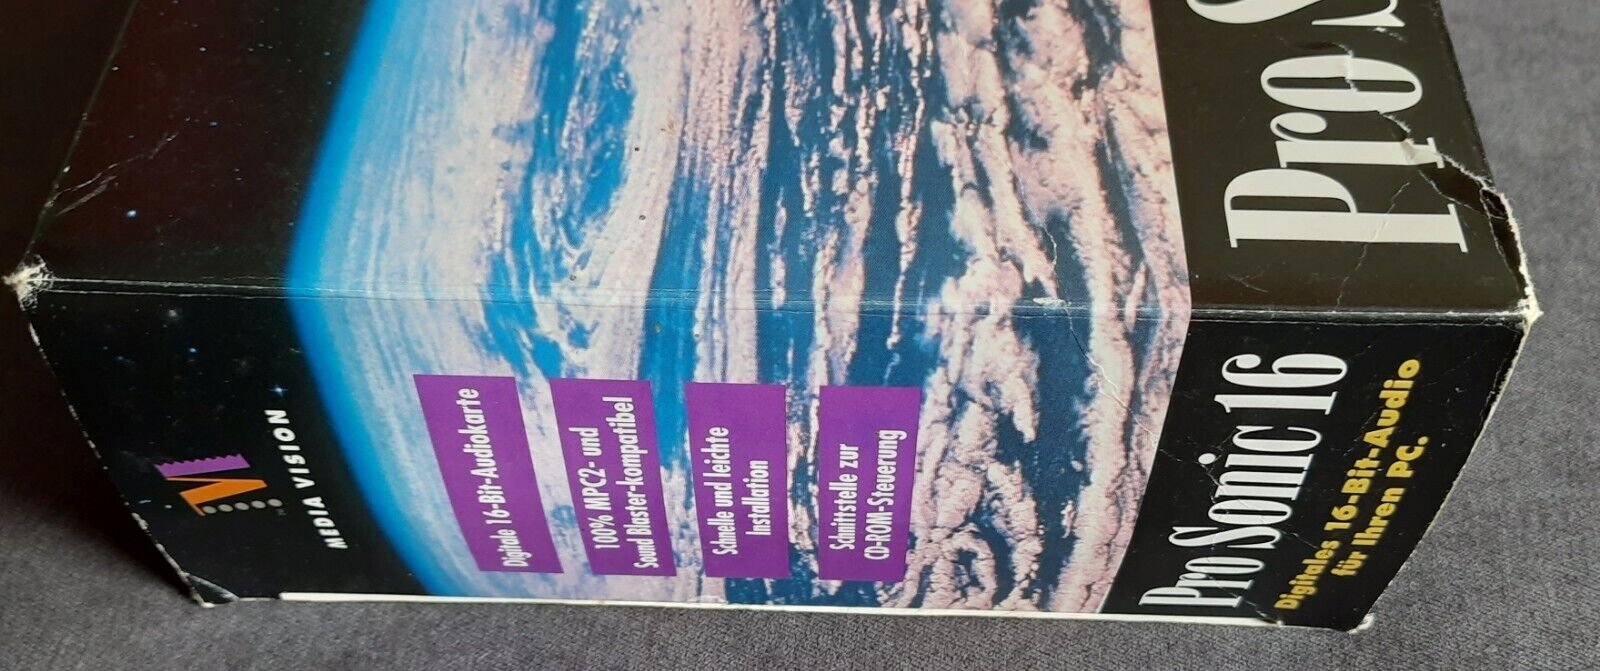 MEDIA VISION
Digitale 16-Bit-Audiokarte
100% MPC2- und
Sound Blaster-kompatibel
Schnelle und leichte
Installation
Schnittstelle zur
CD-ROM-Steuerung
Pro Sonic 16
Digitales 16-Bit-Audio
für Ihren PC.
Pro S